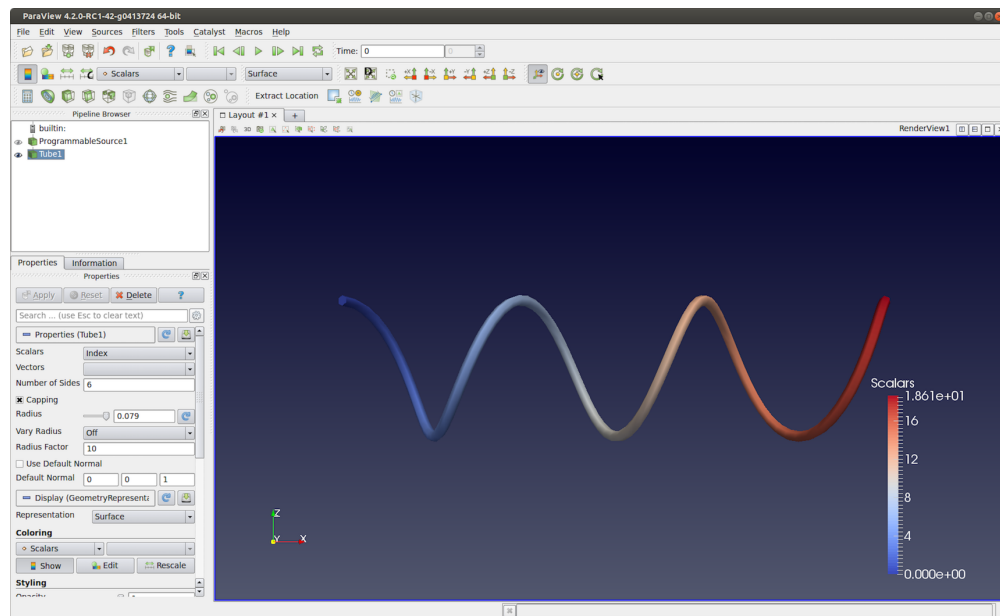 ParaView 4.2.0-RC1-42-g0413724 64-bit
File Edit View Sources Filters Tools Catalyst Macros Help
Time: 0 0
Scalars Surface
Extract Location
Pipeline Browser
builtin:
ProgrammableSource1
Tube1
Layout #1 × +
3D RenderView1
Properties Information
Properties
Apply Reset Delete ?
Search ... (use Esc to clear text)
Properties (Tube1)
Scalars Index
Vectors
Number of Sides 6
Capping
Radius 0.079
Vary Radius Off
Radius Factor 10
Use Default Normal
Default Normal 0 0 1
Display (GeometryRepresenta
Representation Surface
Coloring
Scalars
Show Edit Rescale
Styling
Opacity
Scalars
1.861e+01
16
12
8
4
0.000e+00
Z
Y X